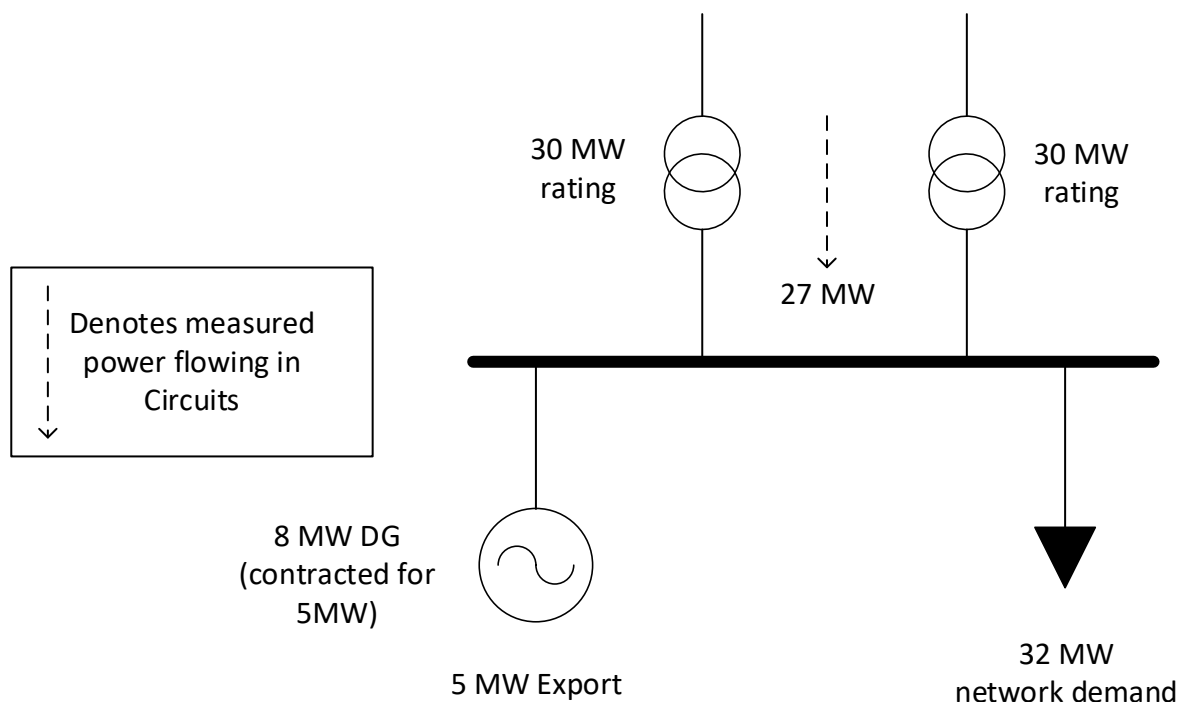 30 MW
rating
30 MW
rating
27 MW
Denotes measured
power flowing in
Circuits
8 MW DG
(contracted for
5MW)
5 MW Export
32 MW
network demand